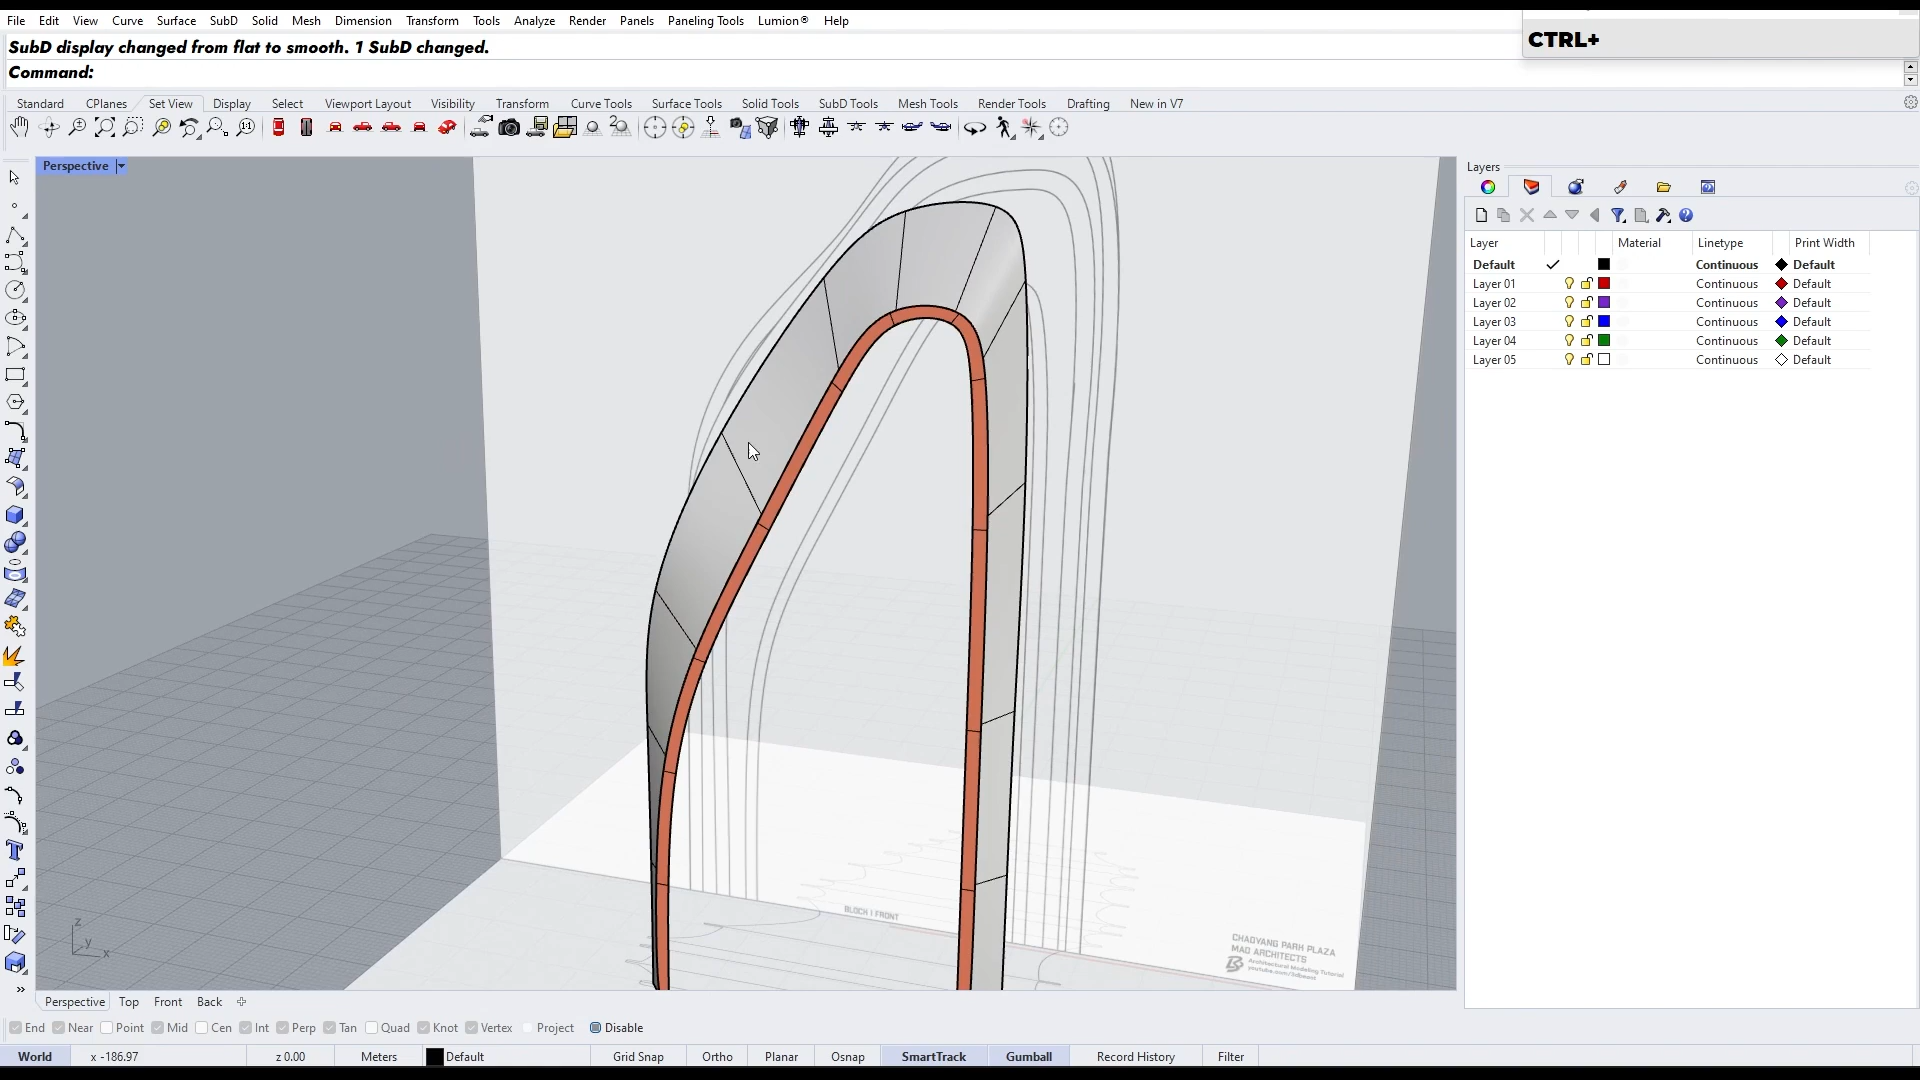 File Edit View Curve Surface SubD Solid Mesh Dimension Transform Tools Analyze Render Panels Paneling Tools Lumion® Help
SubD display changed from flat to smooth. 1 SubD changed.
CTRL+
Command:
Standard CPlanes Set View Display Select Viewport Layout Visibility Transform Curve Tools Surface Tools Solid Tools SubD Tools Mesh Tools Render Tools Drafting New in V7
Perspective
Layers
Layer Material Linetype Print Width
Default Continuous Default
Layer 01 Continuous Default
Layer 02 Continuous Default
Layer 03 Continuous Default
Layer 04 Continuous Default
Layer 05 Continuous Default
BLOCK I FRONT
CHAOYANG PARK PLAZA
MAD ARCHITECTS
Architectural Modeling Tutorial
z
y
x
Perspective Top Front Back
End Near Point Mid Cen Int Perp Tan Quad Knot Vertex Project Disable
World x -186.97 z 0.00 Meters Default Grid Snap Ortho Planar Osnap SmartTrack Gumball Record History Filter